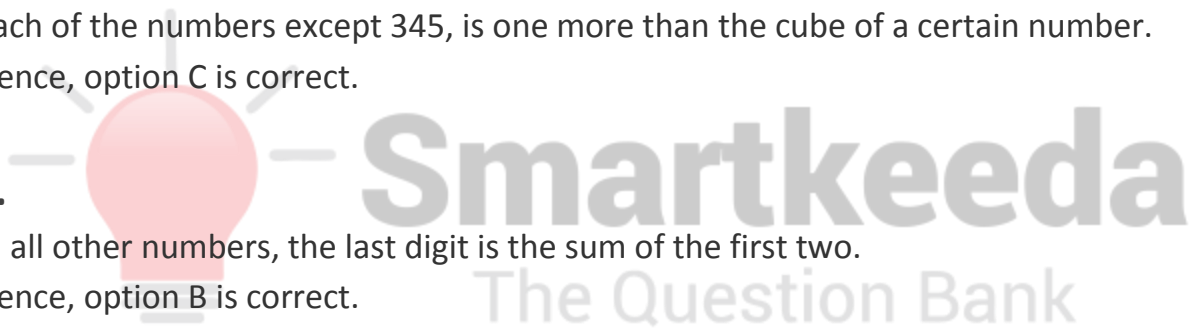 ach of the numbers except 345, is one more than the cube of a certain number.
ence, option C is correct.
Smartkeeda
.
all other numbers, the last digit is the sum of the first two.
The Question Bank
ence, option B is correct.